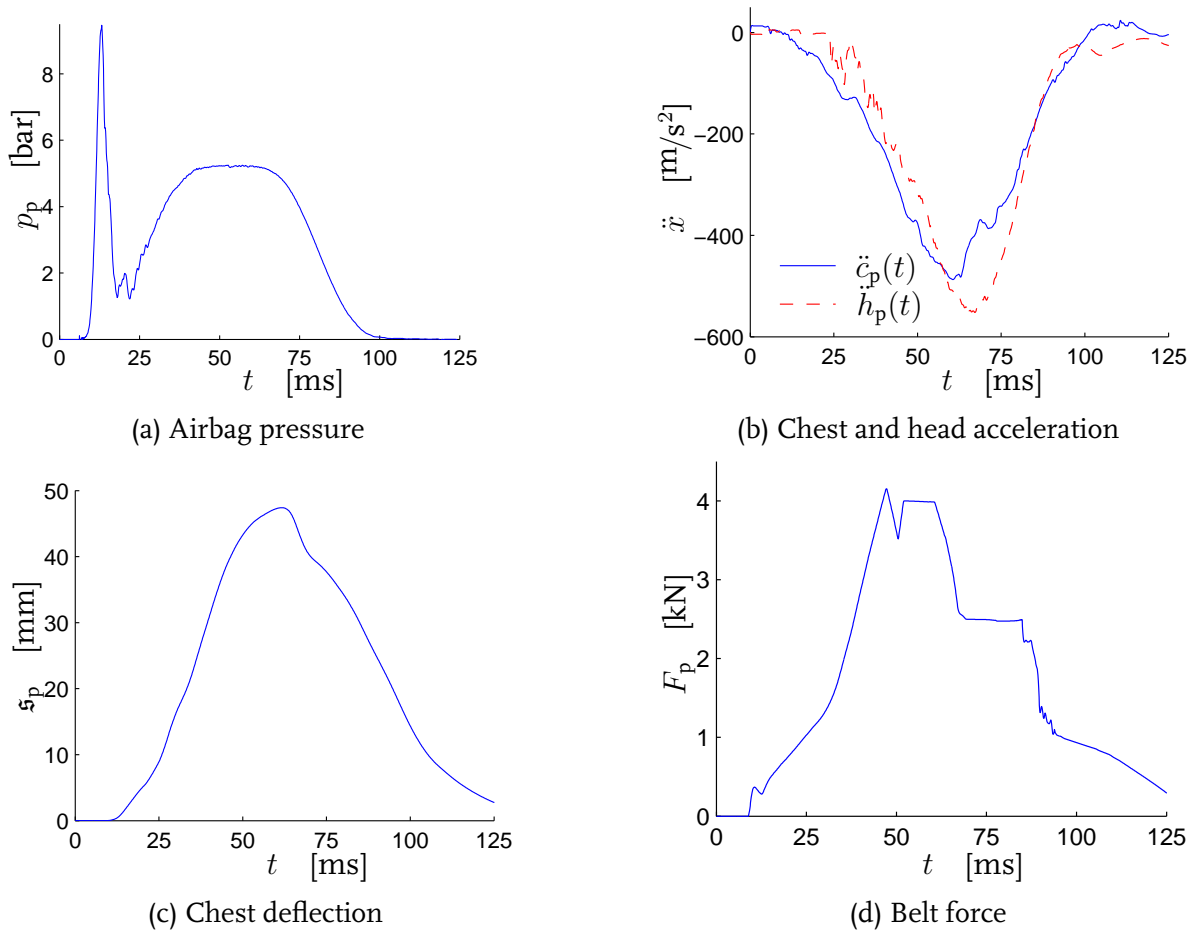 8
6
4
2
0
p_p [bar]
0 25 50 75 100 125
t [ms]
(a) Airbag pressure
0
−200
−400
−600
ẍ [m/s²]
c̈_p(t)
ḧ_p(t)
0 25 50 75 100 125
t [ms]
(b) Chest and head acceleration
50
40
30
20
10
0
𝔰_p [mm]
0 25 50 75 100 125
t [ms]
(c) Chest deflection
4
3
2
1
0
F_p [kN]
0 25 50 75 100 125
t [ms]
(d) Belt force